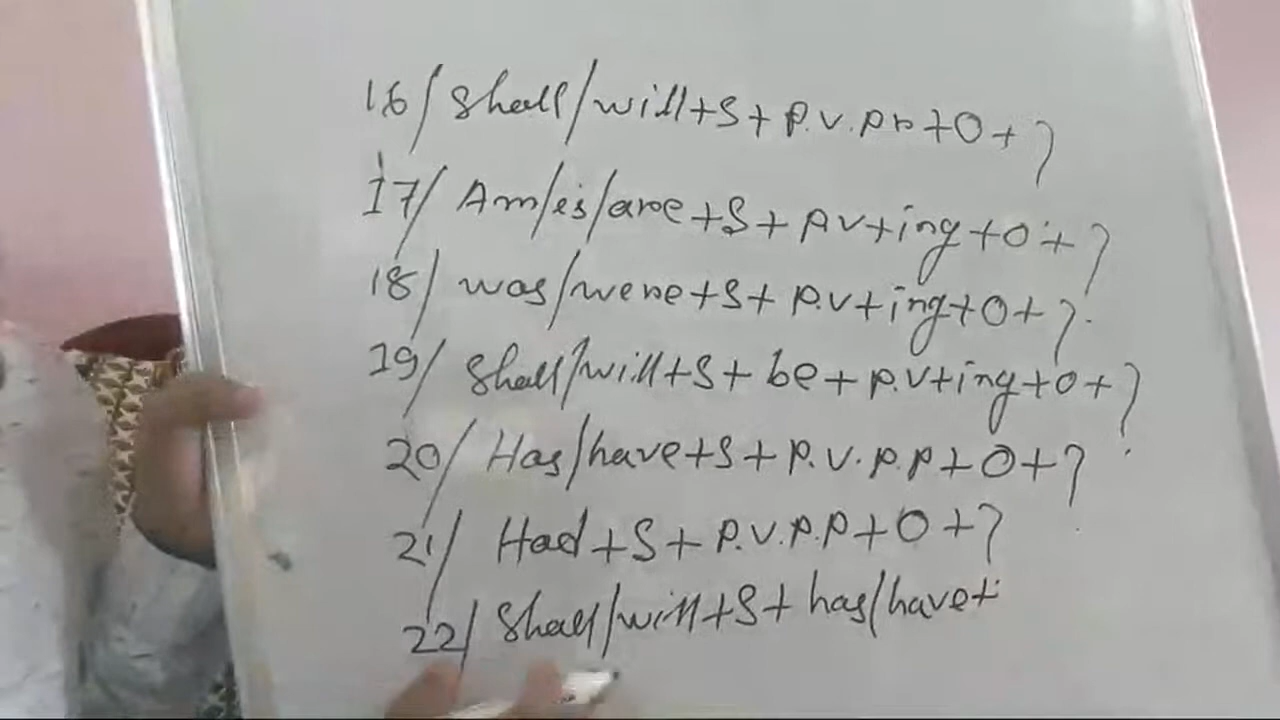 16/ Shall/will+S+P.V.Pr+O+?
17/ Am/is/are+S+PV+ing+O+?
18/ was/were+S+P.V+ing+O+?
19/ Shall/will+S+be+P.V+ing+O+?
20/ Has/have+S+P.V.P.P+O+?
21/ Had+S+P.V.P.P+O+?
22/ Shall/will+S+has/have+